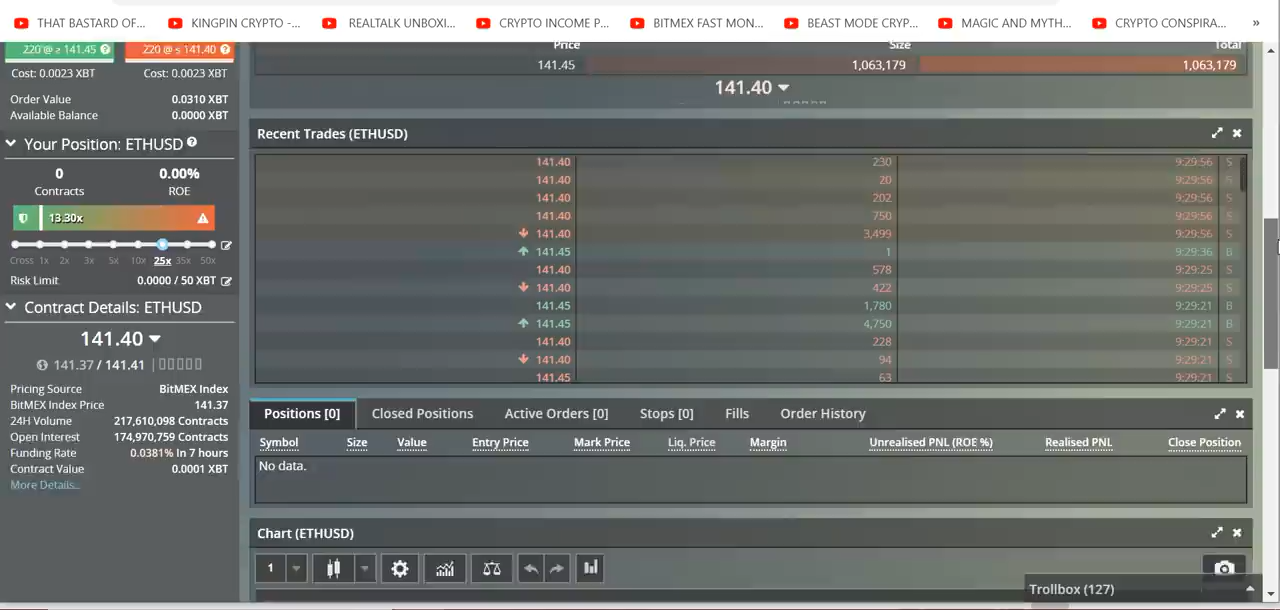 THAT BASTARD OF... KINGPIN CRYPTO -... REALTALK UNBOXI... CRYPTO INCOME P... BITMEX FAST MON... BEAST MODE CRYP... MAGIC AND MYTH... CRYPTO CONSPIRA... »
220 @ ≥ 141.45 220 @ ≤ 141.40
Cost: 0.0023 XBT Cost: 0.0023 XBT
Order Value 0.0310 XBT
Available Balance 0.0000 XBT
Your Position: ETHUSD
0 0.00%
Contracts ROE
13.30x
Cross 1x 2x 3x 5x 10x 25x 35x 50x
Risk Limit 0.0000 / 50 XBT
Contract Details: ETHUSD
141.40
141.37 / 141.41
Pricing Source BitMEX Index
BitMEX Index Price 141.37
24H Volume 217,610,098 Contracts
Open Interest 174,970,759 Contracts
Funding Rate 0.0381% In 7 hours
Contract Value 0.0001 XBT
More Details...
Price Size Total
141.45 1,063,179 1,063,179
141.40
Recent Trades (ETHUSD)
141.40 230 9:29:56 S
141.40 20 9:29:56 S
141.40 202 9:29:56 S
141.40 750 9:29:56 S
141.40 3,499 9:29:56 S
141.45 1 9:29:36 B
141.40 578 9:29:25 S
141.40 422 9:29:25 S
141.45 1,780 9:29:21 B
141.45 4,750 9:29:21 B
141.40 228 9:29:21 S
141.40 94 9:29:21 S
141.45 63 9:29:21 S
Positions [0] Closed Positions Active Orders [0] Stops [0] Fills Order History
Symbol Size Value Entry Price Mark Price Liq. Price Margin Unrealised PNL (ROE %) Realised PNL Close Position
No data.
Chart (ETHUSD)
1
Trollbox (127)